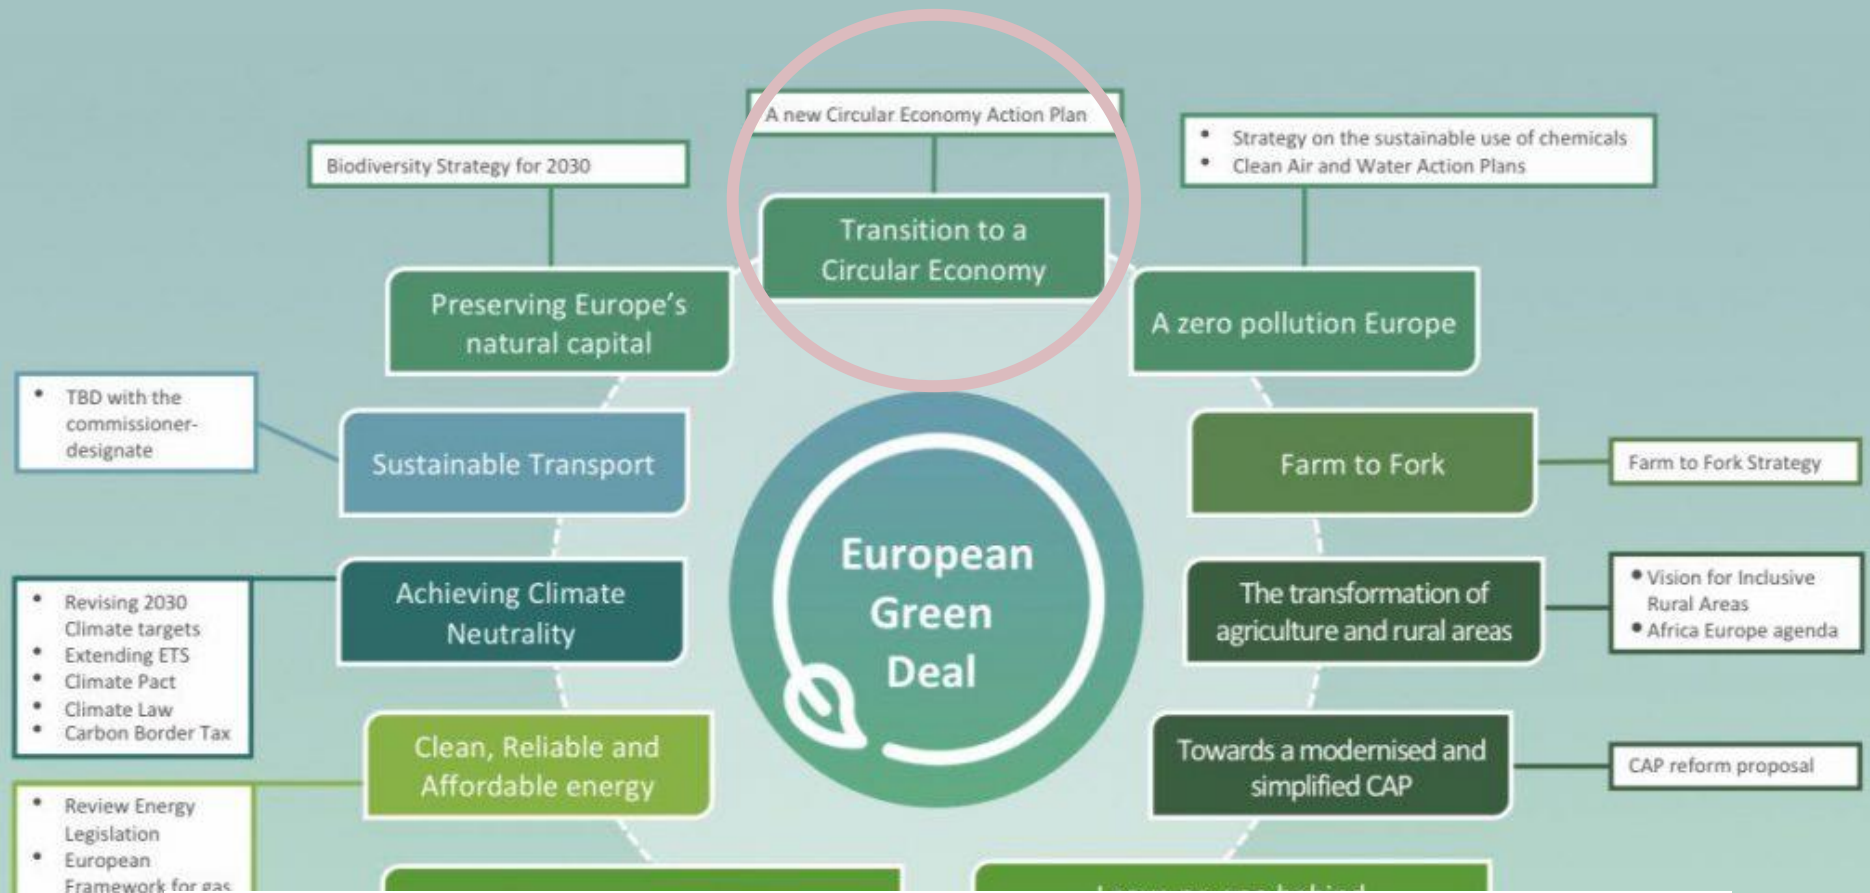 A new Circular Economy Action Plan
Strategy on the sustainable use of chemicals
Clean Air and Water Action Plans
Biodiversity Strategy for 2030
Transition to a
Circular Economy
Preserving Europe's
natural capital
A zero pollution Europe
TBD with the
commissioner-
designate
Sustainable Transport
Farm to Fork
Farm to Fork Strategy
European
Green
Deal
Revising 2030
Climate targets
Extending ETS
Climate Pact
Climate Law
Carbon Border Tax
Achieving Climate
Neutrality
The transformation of
agriculture and rural areas
Vision for Inclusive
Rural Areas
Africa Europe agenda
Clean, Reliable and
Affordable energy
Towards a modernised and
simplified CAP
CAP reform proposal
Review Energy
Legislation
European
Framework for gas